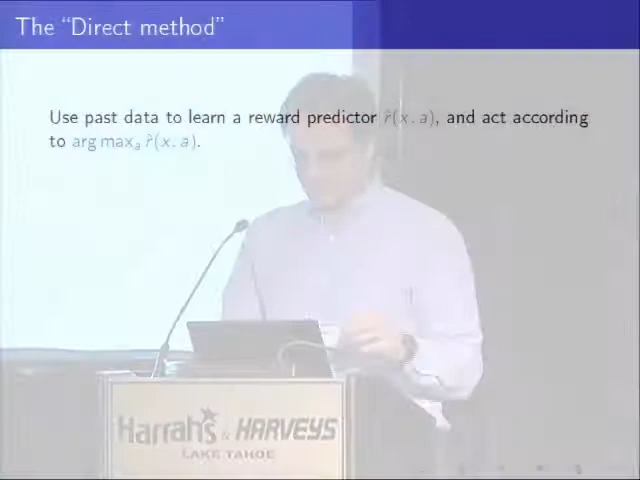 The “Direct method”
Use past data to learn a reward predictor r̂(x, a), and act according
to arg maxₐ r̂(x, a).
Harrah's & HARVEYS
LAKE TAHOE